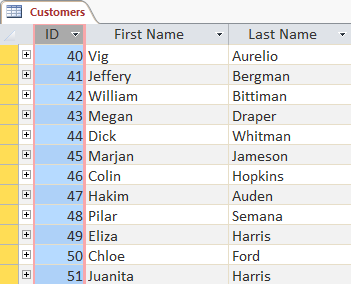 Customers
ID First Name Last Name
40 Vig Aurelio
41 Jeffery Bergman
42 William Bittiman
43 Megan Draper
44 Dick Whitman
45 Marjan Jameson
46 Colin Hopkins
47 Hakim Auden
48 Pilar Semana
49 Eliza Harris
50 Chloe Ford
51 Juanita Harris